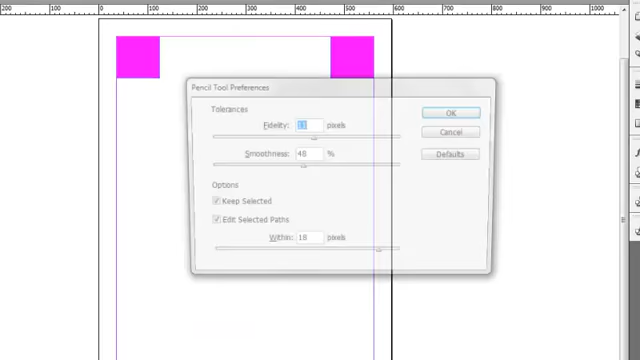 200 0 100 200 300 400 500 600 700 800 900 1000
Pencil Tool Preferences
Tolerances
Fidelity: pixels
OK
Cancel
Smoothness: 48 %
Defaults
Options
Keep Selected
Edit Selected Paths
Within: 18 pixels